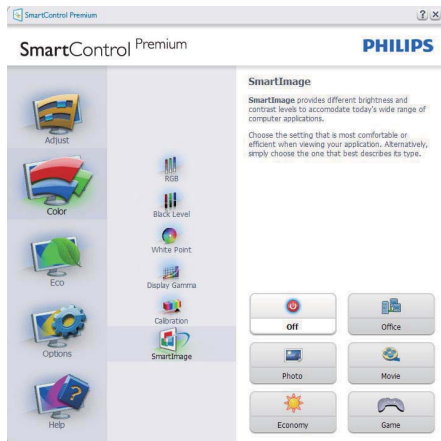 SmartControl Premium
? x
SmartControl Premium
PHILIPS
Adjust
Color
Eco
Options
Help
RGB
Black Level
White Point
Display Gamma
Calibration
SmartImage
SmartImage
SmartImage provides different brightness and
contrast levels to accomodate today's wide range of
computer applications.
Choose the setting that is most comfortable or
efficient when viewing your application. Alternatively,
simply choose the one that best describes its type.
Off
Office
Photo
Movie
Economy
Game